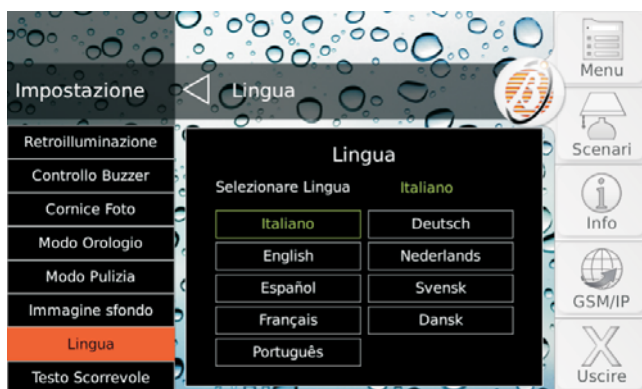 Impostazione
Lingua
Retroilluminazione
Controllo Buzzer
Cornice Foto
Modo Orologio
Modo Pulizia
Immagine sfondo
Lingua
Testo Scorrevole
Lingua
Selezionare Lingua Italiano
Italiano Deutsch
English Nederlands
Español Svensk
Français Dansk
Português
Menu
Scenari
Info
GSM/IP
Uscire